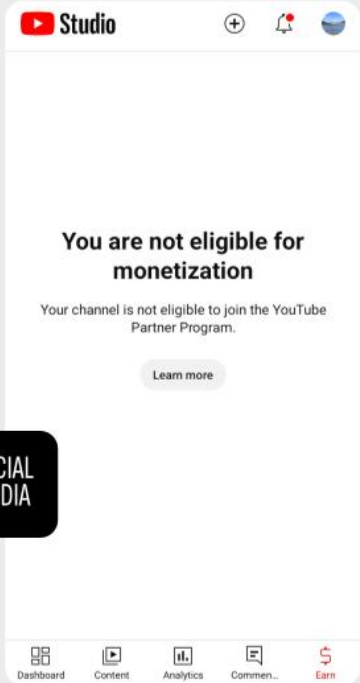 Studio
You are not eligible for
monetization
Your channel is not eligible to join the YouTube
Partner Program.
Learn more
CIAL
DIA
Dashboard
Content
Analytics
Commen...
Earn